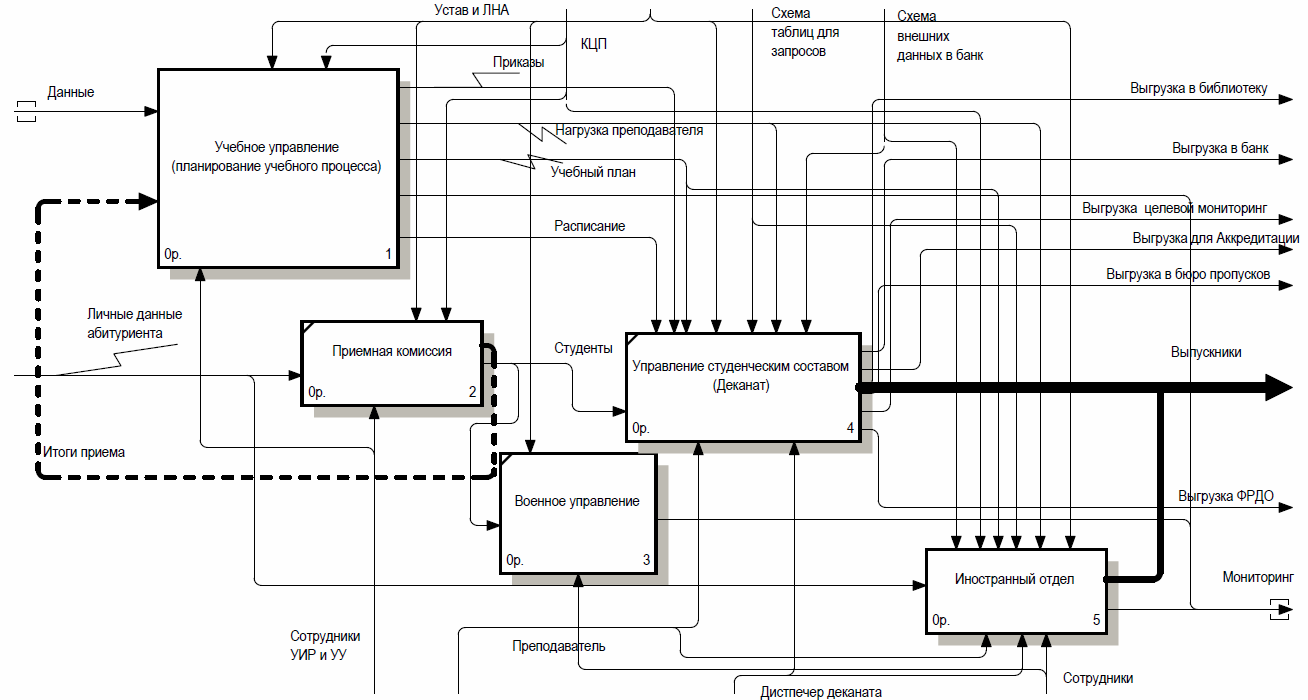 Устав и ЛНА
Схема
таблиц для
запросов
Схема
внешних
данных в банк
КЦП
Приказы
Данные
Выгрузка в библиотеку
Нагрузка преподавателя
Учебное управление
(планирование учебного процесса)
0р.
1
Выгрузка в банк
Учебный план
Выгрузка целевой мониторинг
Расписание
Выгрузка для Аккредитации
Выгрузка в бюро пропусков
Личные данные
абитуриента
Приемная комиссия
0р.
2
Студенты
Управление студенческим составом
(Деканат)
0р.
4
Выпускники
Итоги приема
Военное управление
0р.
3
Выгрузка ФРДО
Иностранный отдел
0р.
5
Мониторинг
Сотрудники
УИР и УУ
Преподаватель
Дистпечер деканата
Сотрудники